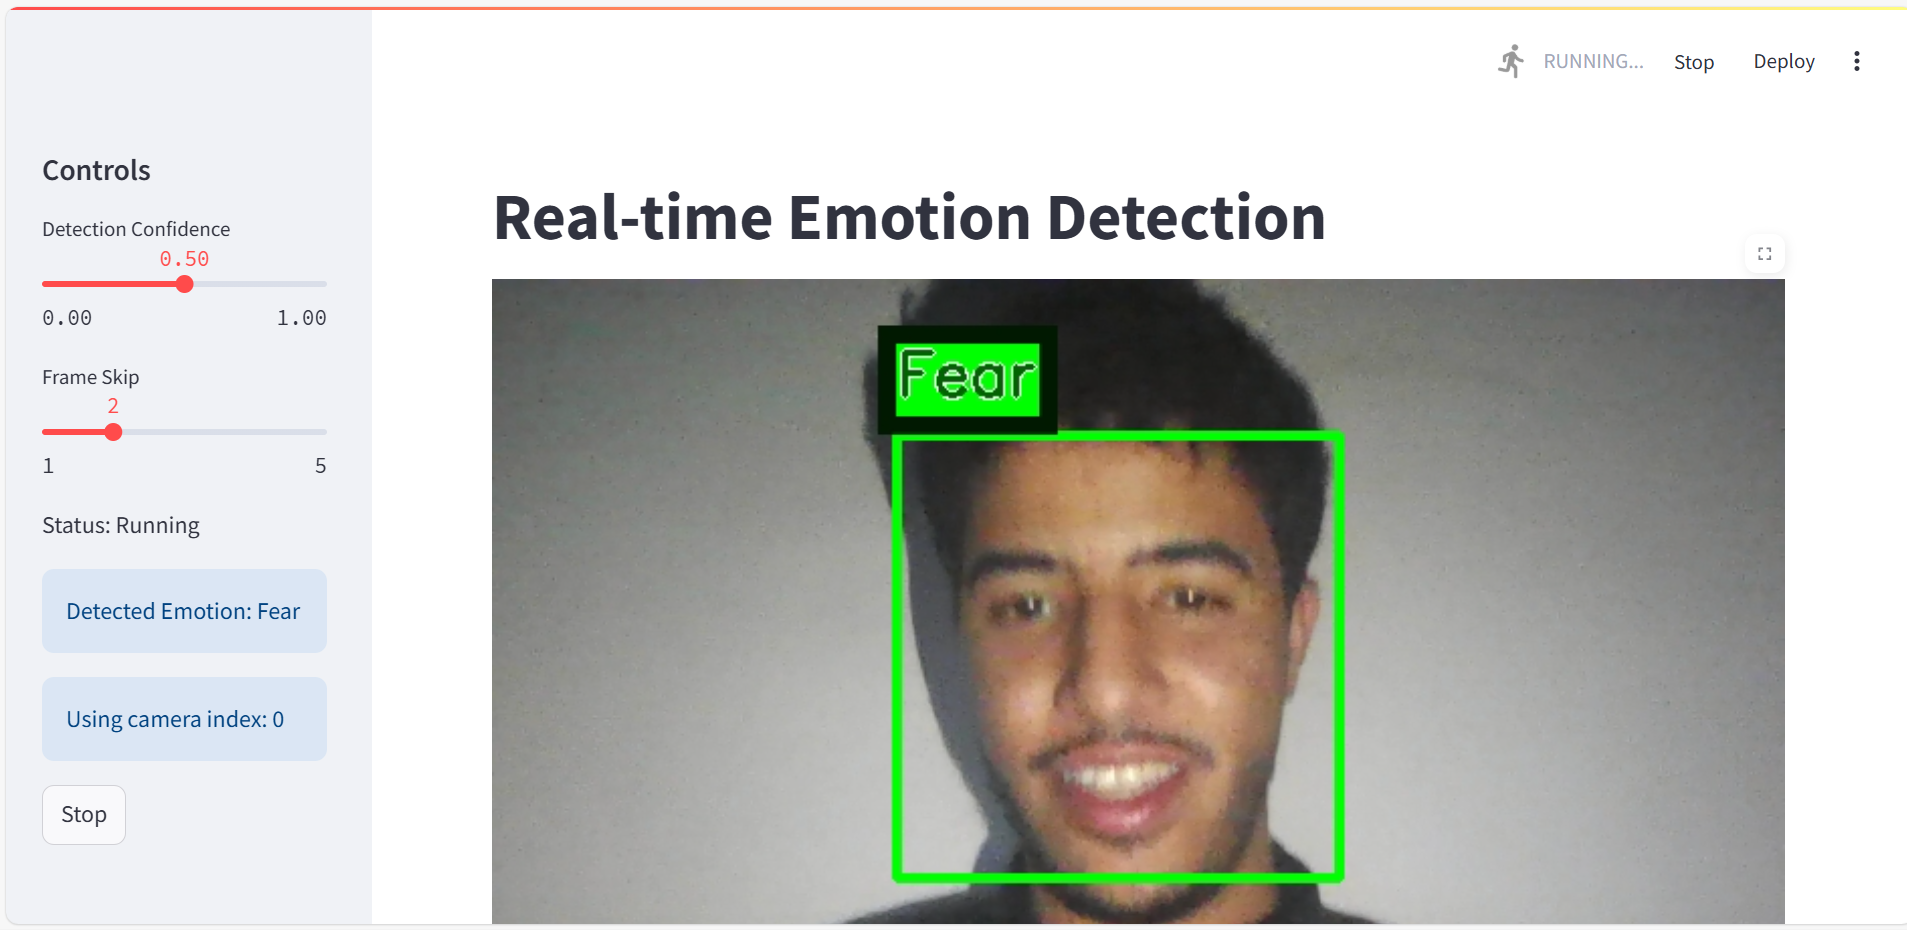 RUNNING...
Stop
Deploy
Controls
Detection Confidence
0.50
0.00
1.00
Frame Skip
2
1
5
Status: Running
Detected Emotion: Fear
Using camera index: 0
Stop
Real-time Emotion Detection
Fear